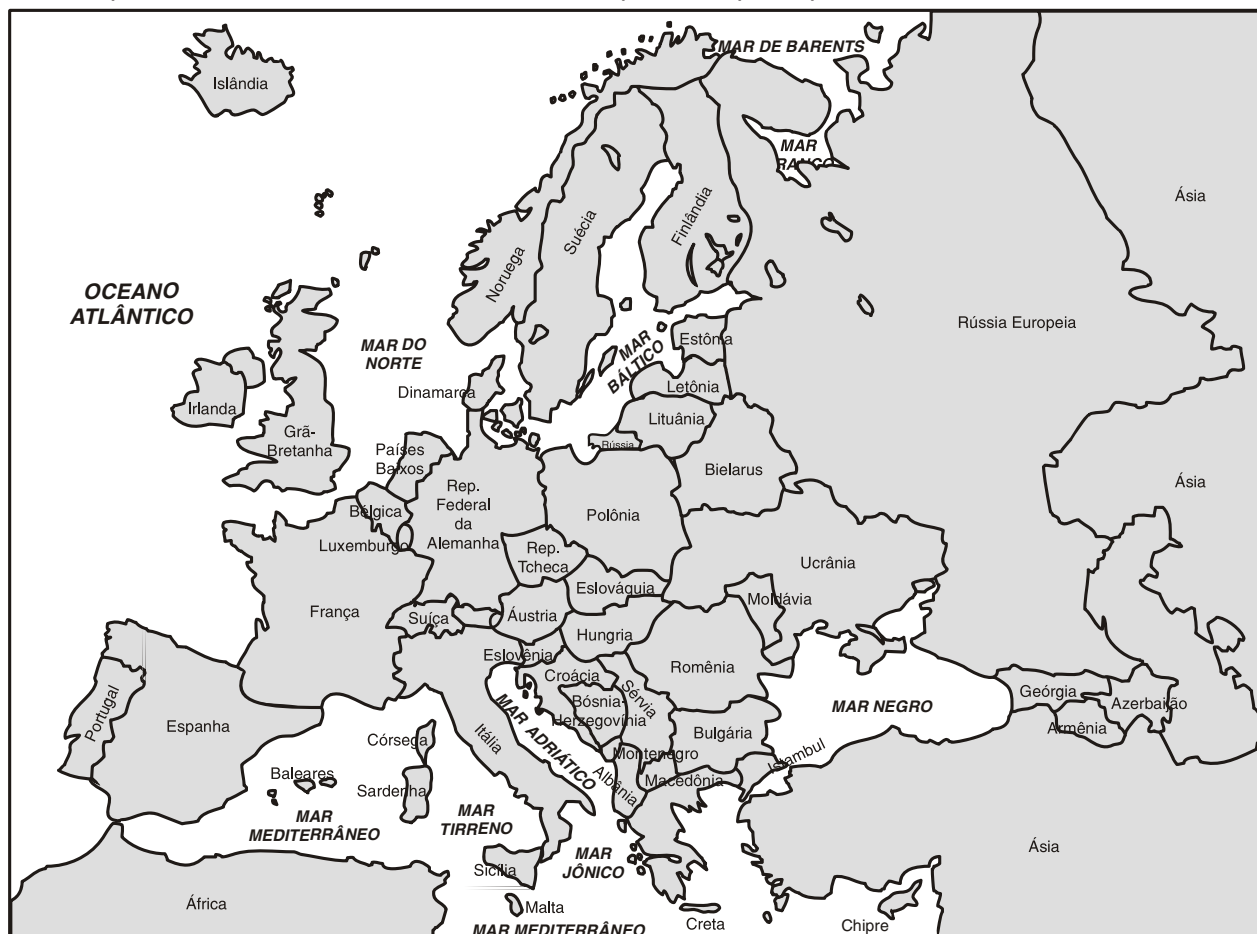 MAR DE BARENTS
Islândia
MAR
BRANCO
Ásia
Suécia
Finlândia
Noruega
OCEANO
ATLÂNTICO
Rússia Europeia
MAR DO
NORTE
MAR
BÁLTICO
Estônia
Dinamarca
Letônia
Irlanda
Lituânia
Grã-
Bretanha
Países
Baixos
Rússia
Bielarus
Rep.
Federal
da
Alemanha
Ásia
Bélgica
Polônia
Luxemburgo
Rep.
Tcheca
Ucrânia
Eslováquia
Moldávia
França
Suíça
Áustria
Hungria
Eslovênia
Romênia
Croácia
Sérvia
Geórgia
Azerbaijão
Portugal
Espanha
Bósnia-
Herzegovínia
MAR NEGRO
Armênia
Itália
MAR ADRIÁTICO
Bulgária
Córsega
Montenegro
Istambul
Baleares
Sardenha
Albânia
Macedônia
MAR
MEDITERRÂNEO
MAR
TIRRENO
MAR
JÔNICO
Ásia
Sicília
África
Malta
Creta
Chipre
MAR MEDITERRÂNEO